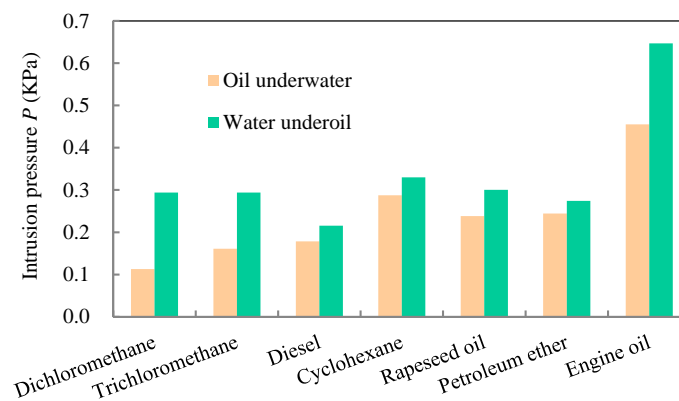 0.7
0.6
0.5
0.4
0.3
0.2
0.1
0.0
Intrusion pressure P (KPa)
Oil underwater
Water underoil
Dichloromethane
Trichloromethane
Diesel
Cyclohexane
Rapeseed oil
Petroleum ether
Engine oil